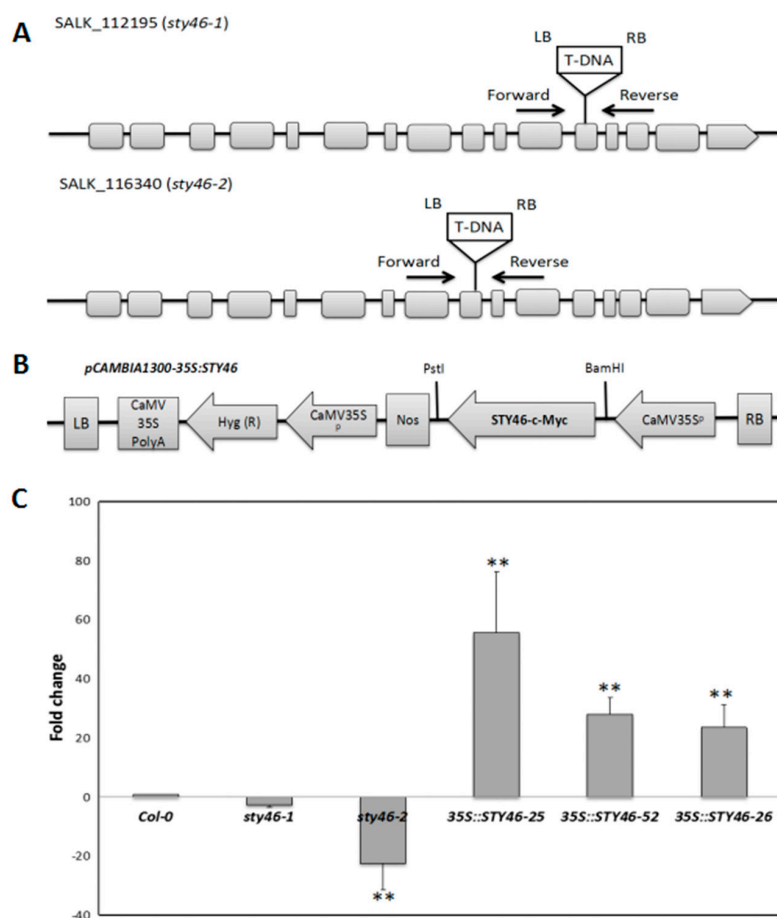 A
SALK_112195 (sty46-1)
LB RB
T-DNA
Forward Reverse
SALK_116340 (sty46-2)
LB RB
T-DNA
Forward Reverse
B
pCAMBIA1300-35S:STY46
PstI BamHI
LB
CaMV
35S
PolyA
Hyg (R)
CaMV35S
P
Nos
STY46-c-Myc
CaMV35Sᵖ
RB
C
Fold change
100
80
60
40
20
0
-20
-40
**
**
**
**
Col-0 sty46-1 sty46-2 35S::STY46-25 35S::STY46-52 35S::STY46-26